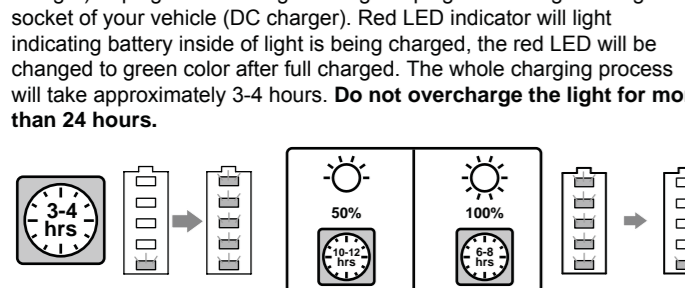 socket of your vehicle (DC charger). Red LED indicator will light
indicating battery inside of light is being charged, the red LED will be
changed to green color after full charged. The whole charging process
will take approximately 3-4 hours. Do not overcharge the light for mor
than 24 hours.
3-4
hrs
50%
100%
10-12
hrs
6-8
hrs